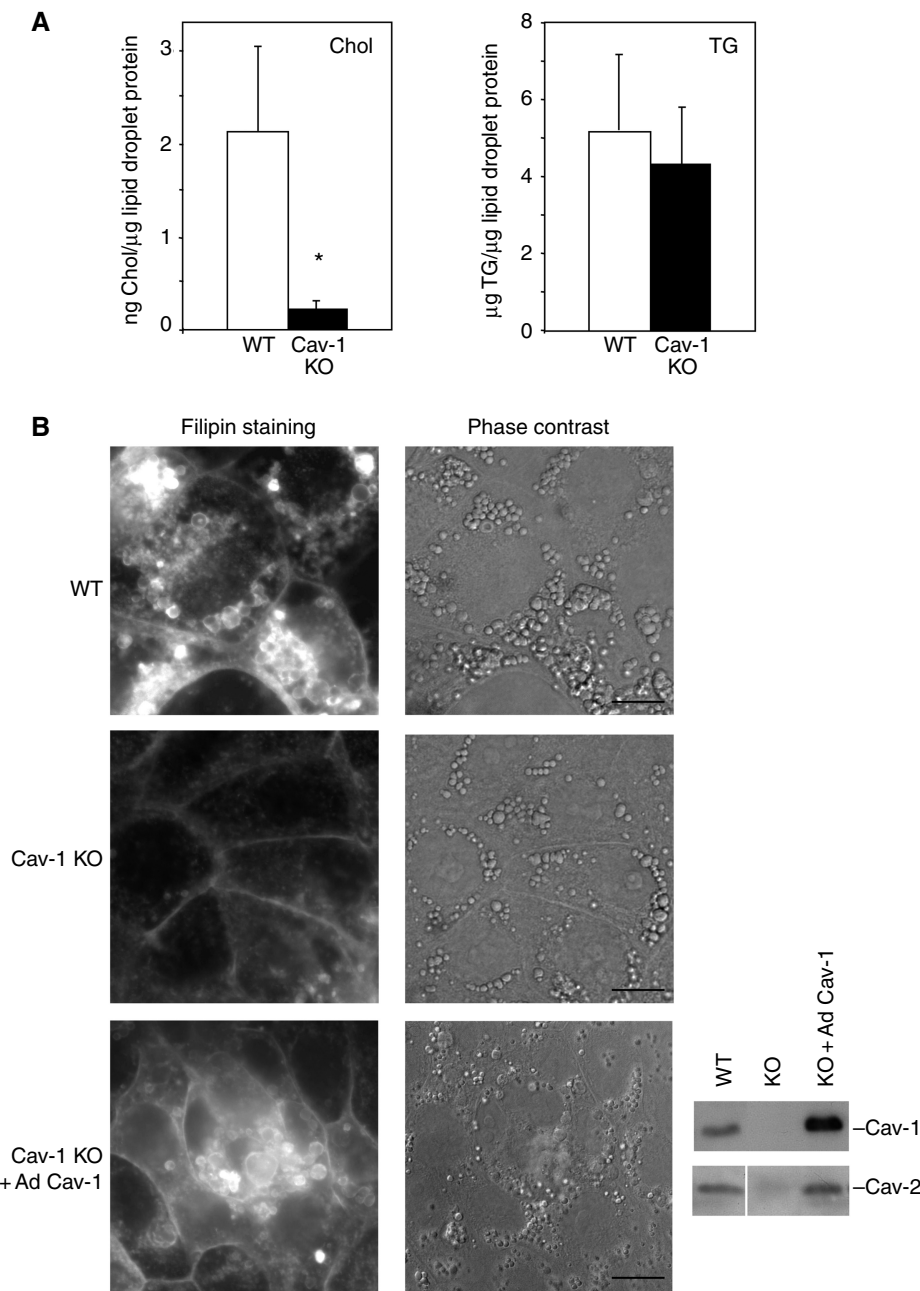 A
Chol
ng Chol/μg lipid droplet protein
3
2
1
0
*
WT
Cav-1
KO
TG
μg TG/μg lipid droplet protein
8
6
4
2
0
WT
Cav-1
KO
B
Filipin staining
Phase contrast
WT
Cav-1 KO
Cav-1 KO
+ Ad Cav-1
WT
KO
KO + Ad Cav-1
–Cav-1
–Cav-2